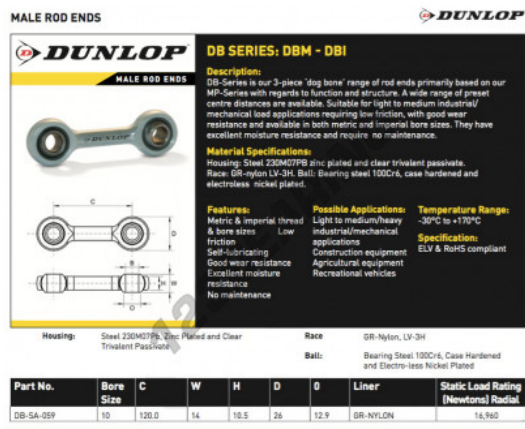 MALE ROD ENDS
DUNLOP
DUNLOP
MALE ROD ENDS
DB SERIES: DBM - DBI
Description:
DB-Series is our 3-piece 'dog bone' range of rod ends primarily based on our
MP-Series with regards to function and structure. A wide range of preset
centre distances are available. Suitable for light to medium industrial/
mechanical load applications requiring low friction, with good wear
resistance and available in both metric and imperial bore sizes. They have
excellent moisture resistance and require no maintenance.
Material Specifications:
Housing: Steel 230M07PB zinc plated and clear trivalent passivate.
Race: GR-nylon LV-3H. Ball: Bearing steel 100Cr6, case hardened and
electroless nickel plated.
Features:
Metric & imperial thread
& bore sizes Low
friction
Self-lubricating
Good wear resistance
Excellent moisture
resistance
No maintenance
Possible Applications:
Light to medium/heavy
industrial/mechanical
applications
Construction equipment
Agricultural equipment
Recreational vehicles
Temperature Range:
-30°C to +170°C
Specification:
ELV & RoHS compliant
DUNLOP
C
D
B
H
W
O
Housing: Steel 230M07Pb, Zinc Plated and Clear
Trivalent Passivate
Race GR-Nylon, LV-3H
Ball: Bearing Steel 100Cr6, Case Hardened
and Electro-less Nickel Plated
Part No. Bore Size C W H D 0 Liner Static Load Rating (Newtons) Radial
DB-SA-059 10 120.0 14 10.5 26 12.9 GR-NYLON 16,960